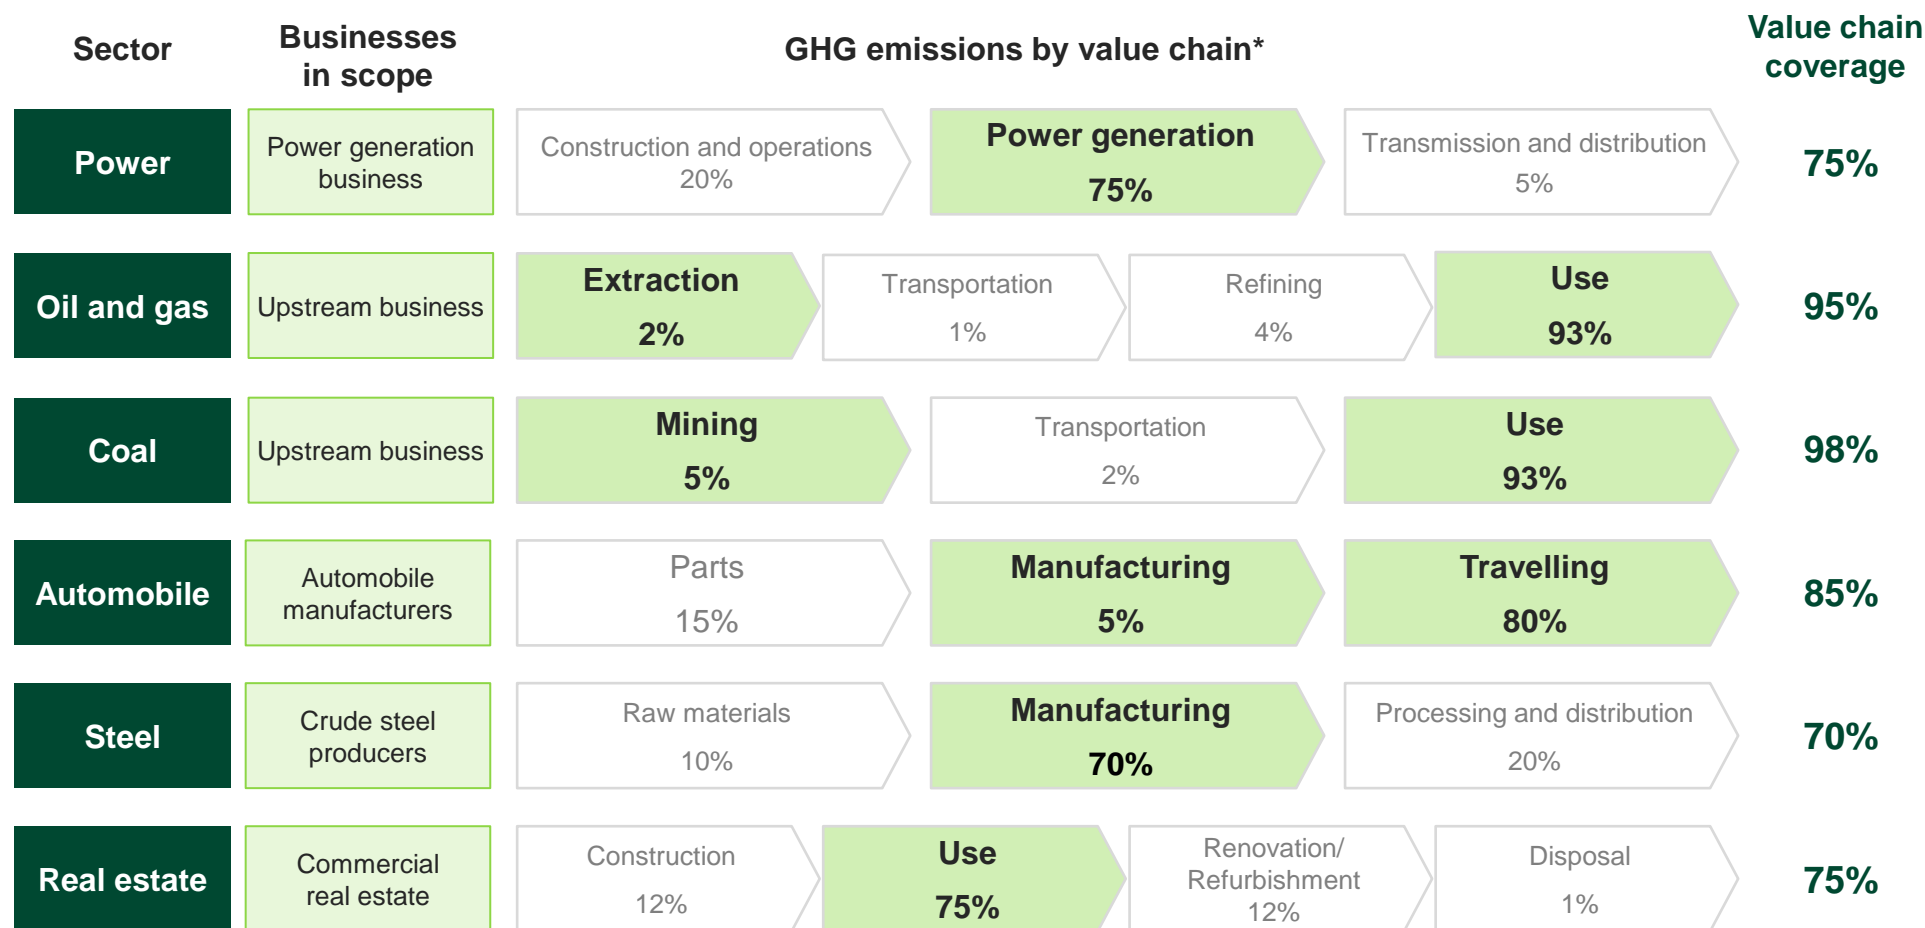 Sector
Businesses
in scope
GHG emissions by value chain*
Value chain
coverage
Power
Power generation
business
Construction and operations
20%
Power generation
75%
Transmission and distribution
5%
75%
Oil and gas
Upstream business
Extraction
2%
Transportation
1%
Refining
4%
Use
93%
95%
Coal
Upstream business
Mining
5%
Transportation
2%
Use
93%
98%
Automobile
Automobile
manufacturers
Parts
15%
Manufacturing
5%
Travelling
80%
85%
Steel
Crude steel
producers
Raw materials
10%
Manufacturing
70%
Processing and distribution
20%
70%
Real estate
Commercial
real estate
Construction
12%
Use
75%
Renovation/
Refurbishment
12%
Disposal
1%
75%